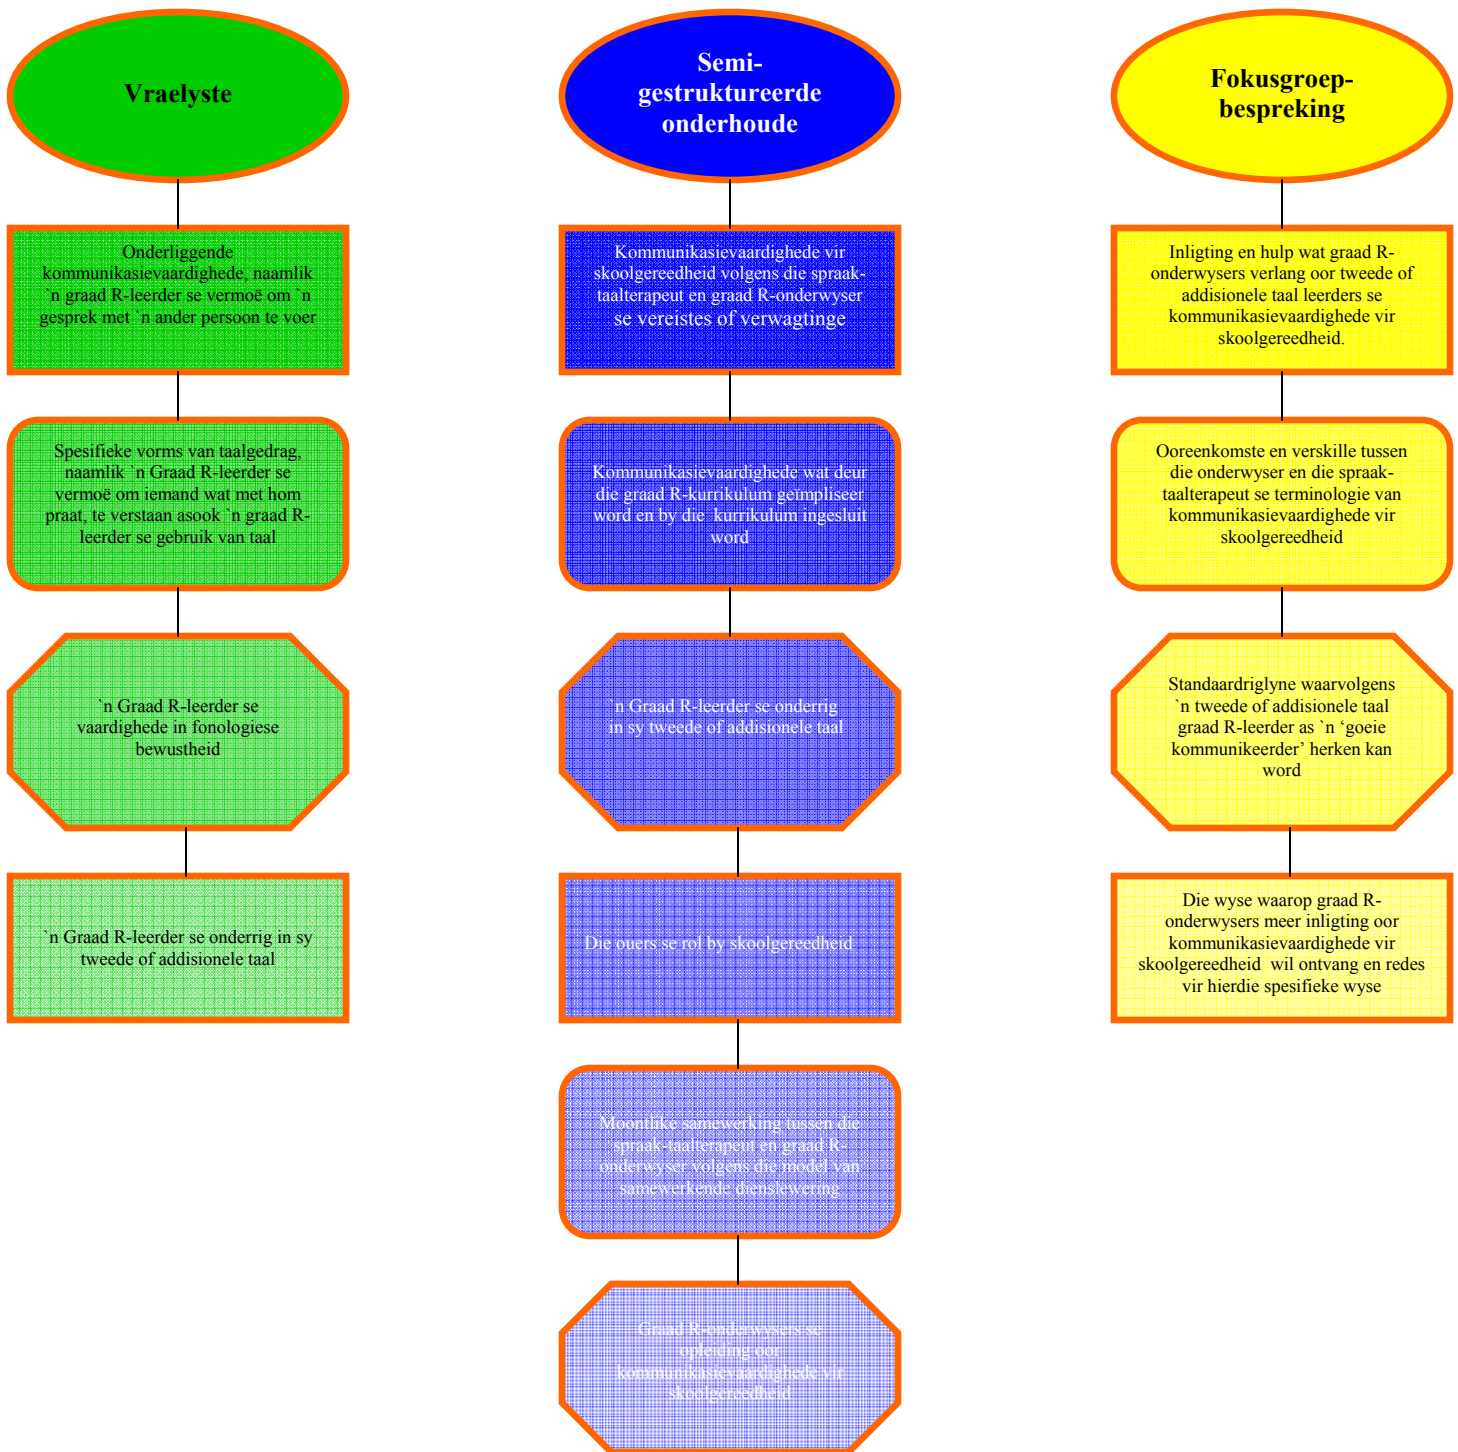 Vraelyste
Onderliggende
kommunikasievaardighede, naamlik
`n graad R-leerder se vermoë om `n
gesprek met `n ander persoon te voer
Spesifieke vorms van taalgedrag,
naamlik `n Graad R-leerder se
vermoë om iemand wat met hom
praat, te verstaan asook `n graad R-
leerder se gebruik van taal
`n Graad R-leerder se
vaardighede in fonologiese
bewustheid
`n Graad R-leerder se onderrig in sy
tweede of addisionele taal
Semi-
gestruktureerde
onderhoude
Kommunikasievaardighede vir
skoolgereedheid volgens die spraak-
taalterapeut en graad R-onderwyser
se vereistes of verwagtinge
Kommunikasievaardighede wat deur
die graad R-kurrikulum geïmpliseer
word en by die kurrikulum ingesluit
word
`n Graad R-leerder se onderrig
in sy tweede of addisionele taal
Die ouers se rol by skoolgereedheid
Moontlike samewerking tussen die
spraak-taalterapeut en graad R-
onderwyser volgens die model van
samewerkende dienslewering
Graad R-onderwysers se
opleiding oor
kommunikasievaardighede vir
skoolgereedheid
Fokusgroep-
bespreking
Inligting en hulp wat graad R-
onderwysers verlang oor tweede of
addisionele taal leerders se
kommunikasievaardighede vir
skoolgereedheid.
Ooreenkomste en verskille tussen
die onderwyser en die spraak-
taalterapeut se terminologie van
kommunikasievaardighede vir
skoolgereedheid
Standaardriglyne waarvolgens
`n tweede of addisionele taal
graad R-leerder as `n ‘goeie
kommunikeerder’ herken kan
word
Die wyse waarop graad R-
onderwysers meer inligting oor
kommunikasievaardighede vir
skoolgereedheid wil ontvang en redes
vir hierdie spesifieke wyse